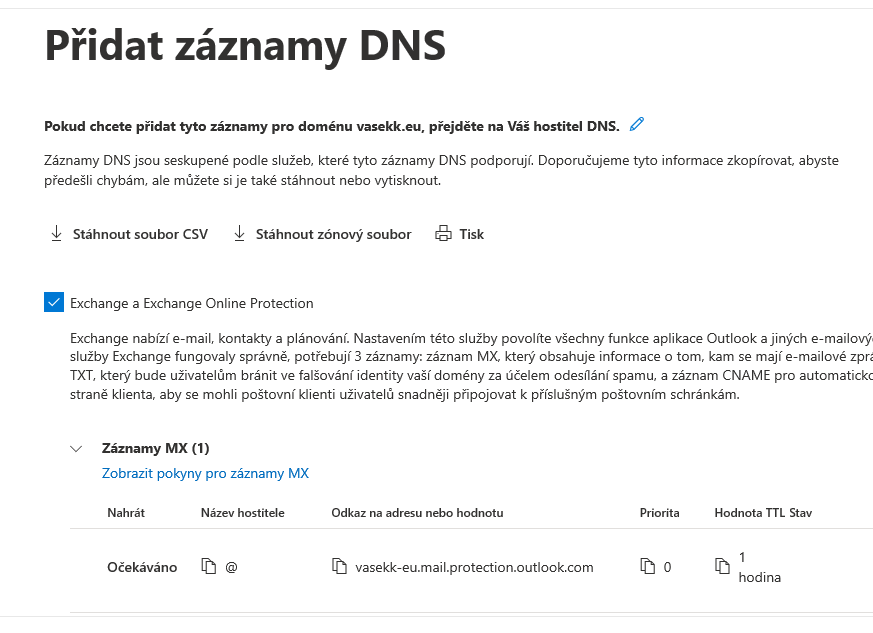 Přidat záznamy DNS
Pokud chcete přidat tyto záznamy pro doménu vasekk.eu, přejděte na Váš hostitel DNS.
Záznamy DNS jsou seskupené podle služeb, které tyto záznamy DNS podporují. Doporučujeme tyto informace zkopírovat, abyste
předešli chybám, ale můžete si je také stáhnout nebo vytisknout.
Stáhnout soubor CSV Stáhnout zónový soubor Tisk
Exchange a Exchange Online Protection
Exchange nabízí e-mail, kontakty a plánování. Nastavením této služby povolíte všechny funkce aplikace Outlook a jiných
služby Exchange fungovaly správně, potřebují 3 záznamy: záznam MX, který obsahuje informace o tom, kam se mají e-mailové
TXT, který bude uživatelům bránit ve falšování identity vaší domény za účelem odesílání spamu, a záznam CNAME pro
straně klienta, aby se mohli poštovní klienti uživatelů snadněji připojovat k příslušným poštovním schránkám.
Záznamy MX (1)
Zobrazit pokyny pro záznamy MX
Nahrát Název hostitele Odkaz na adresu nebo hodnotu Priorita Hodnota TTL Stav
Očekáváno @ vasekk-eu.mail.protection.outlook.com 0 1
hodina